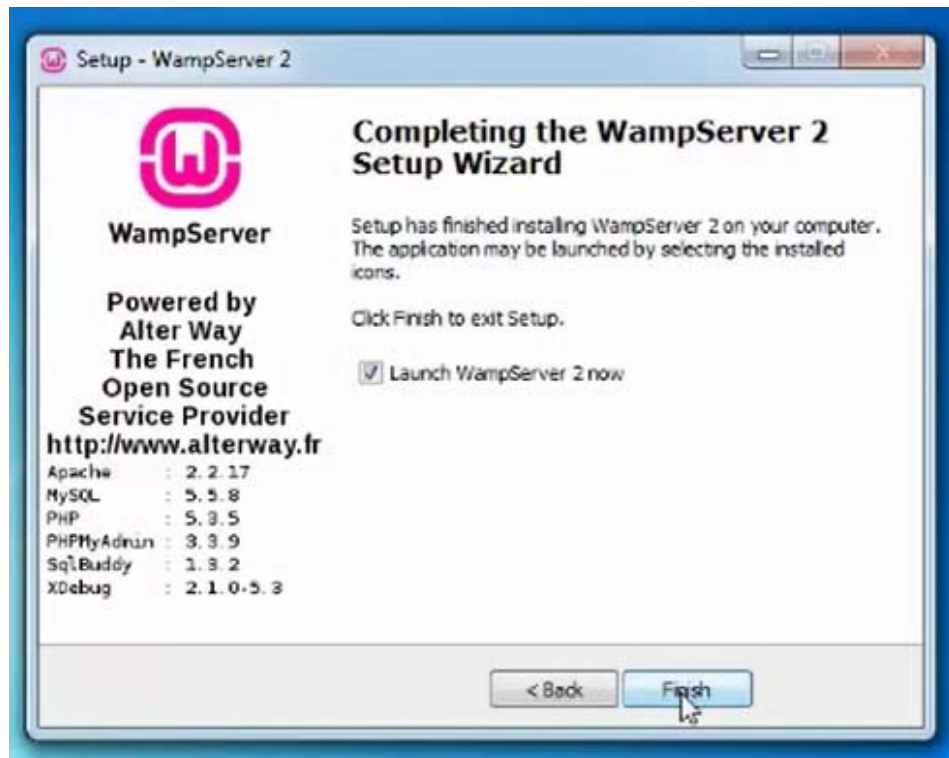 Setup - WampServer 2
WampServer
Powered by
Alter Way
The French
Open Source
Service Provider
http://www.alterway.fr
Apache : 2.2.17
MySQL : 5.5.8
PHP : 5.3.5
PHPMyAdmin : 3.3.9
SqlBuddy : 1.3.2
XDebug : 2.1.0-5.3
Completing the WampServer 2
Setup Wizard
Setup has finished installing WampServer 2 on your computer.
The application may be launched by selecting the installed
icons.
Click Finish to exit Setup.
Launch WampServer 2 now
< Back
Finish